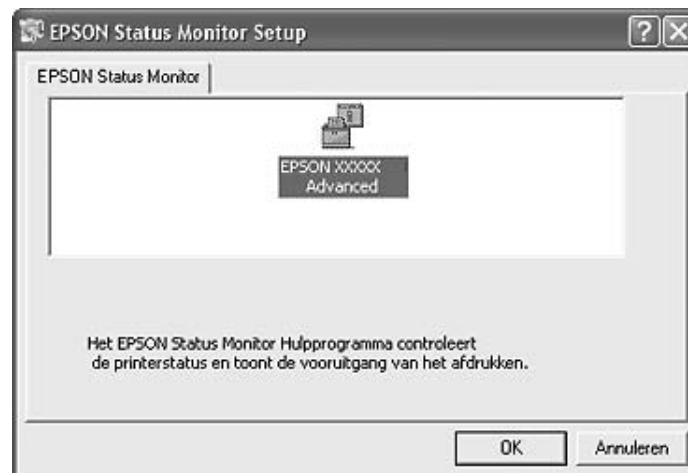 EPSON Status Monitor Setup
EPSON Status Monitor
EPSON XXXXX
Advanced
Het EPSON Status Monitor Hulpprogramma controleert
de printerstatus en toont de vooruitgang van het afdrukken.
OK
Annuleren